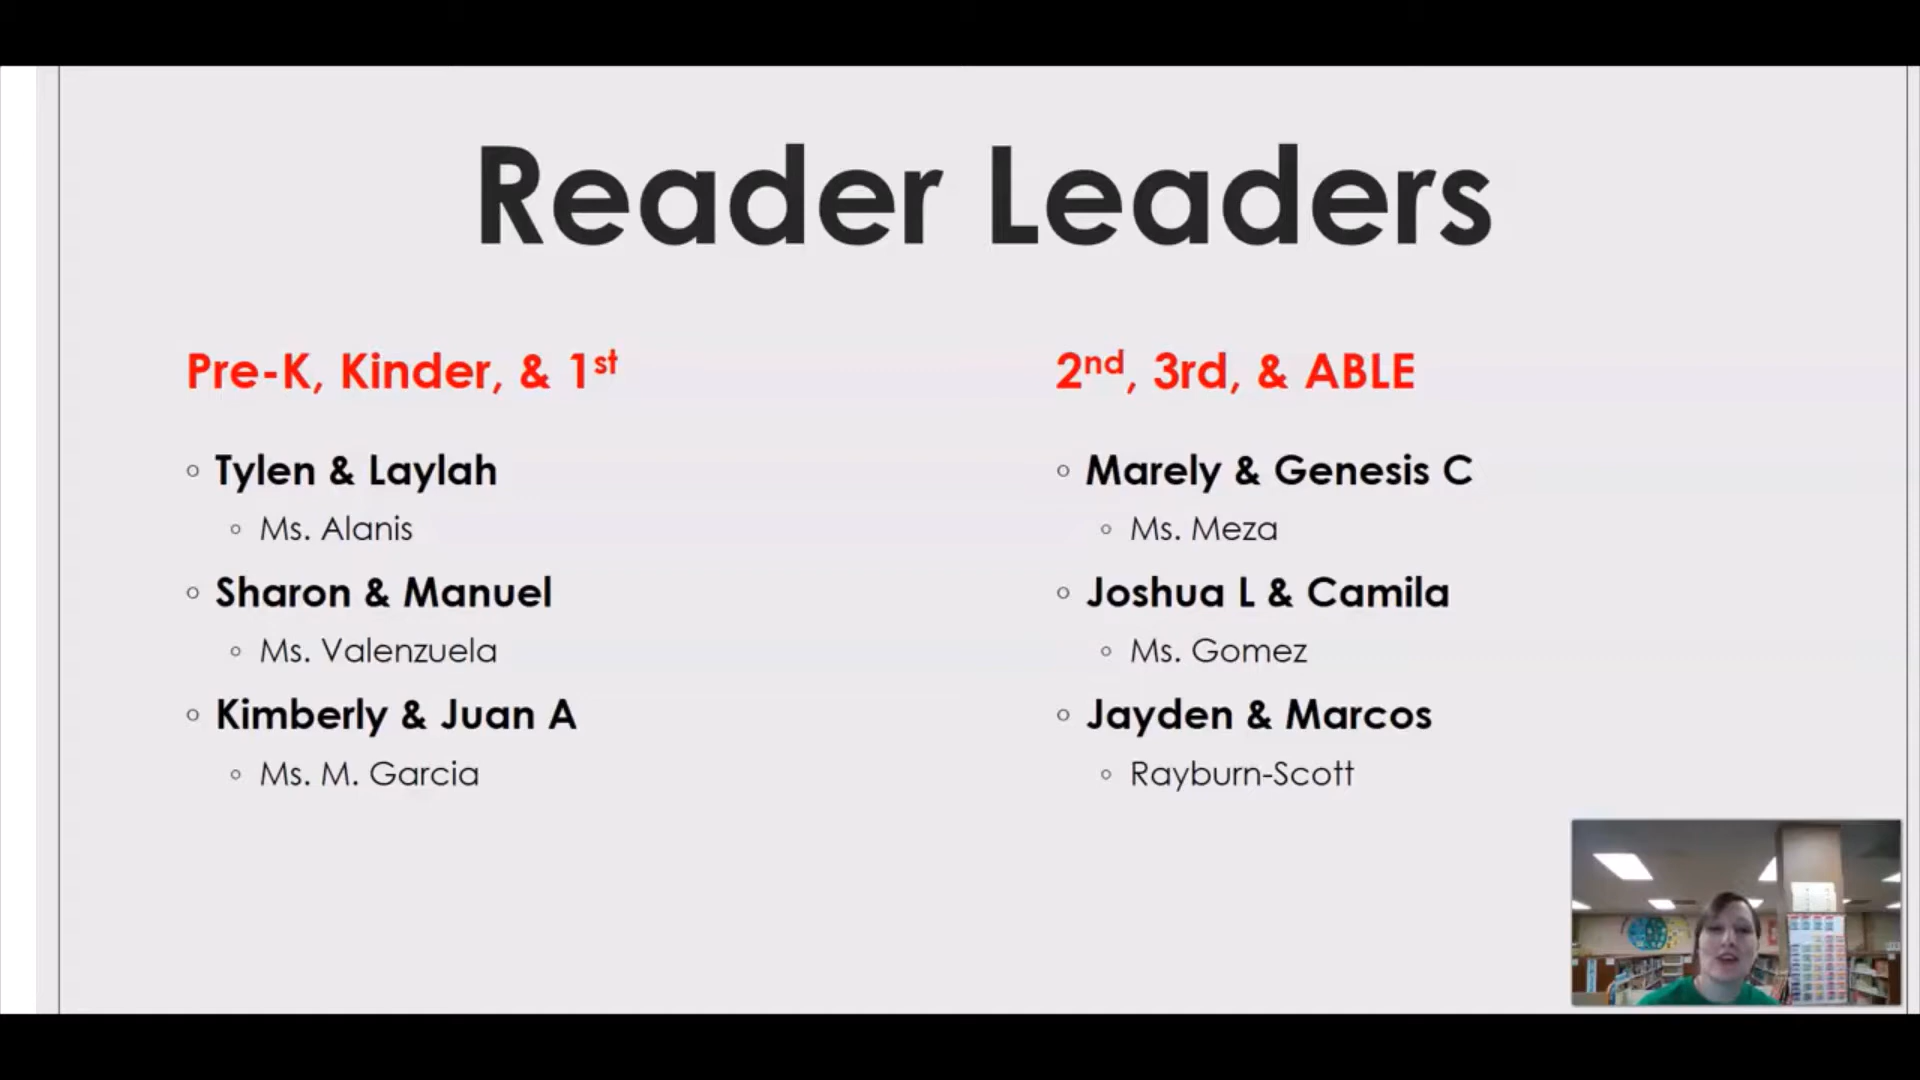 Reader Leaders
Pre-K, Kinder, & 1st
Tylen & Laylah
Ms. Alanis
Sharon & Manuel
Ms. Valenzuela
Kimberly & Juan A
Ms. M. Garcia
2nd, 3rd, & ABLE
Marely & Genesis C
Ms. Meza
Joshua L & Camila
Ms. Gomez
Jayden & Marcos
Rayburn-Scott